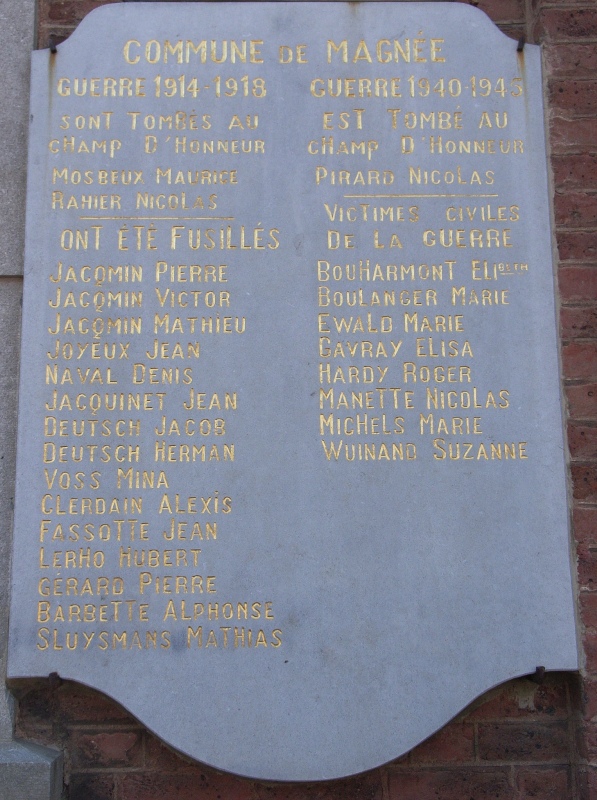 COMMUNE DE MAGNÉE
GUERRE 1914-1918
SONT TOMBÉS AU
CHAMP D'HONNEUR
MOSBEUX MAURICE
RAHIER NICOLAS
ONT ÉTÉ FUSILLÉS
JACQMIN PIERRE
JACQMIN VICTOR
JACQMIN MATHIEU
JOYEUX JEAN
NAVAL DENIS
JACQUINET JEAN
DEUTSCH JACOB
DEUTSCH HERMAN
VOSS MINA
CLERDAIN ALEXIS
FASSOTTE JEAN
LERHO HUBERT
GÉRARD PIERRE
BARBETTE ALPHONSE
SLUYSMANS MATHIAS
GUERRE 1940-1945
EST TOMBÉ AU
CHAMP D'HONNEUR
PIRARD NICOLAS
VICTIMES CIVILES
DE LA GUERRE
BOUHARMONT ELIBETH
BOULANGER MARIE
EWALD MARIE
GAVRAY ELISA
HARDY ROGER
MANETTE NICOLAS
MICHELS MARIE
WUINAND SUZANNE